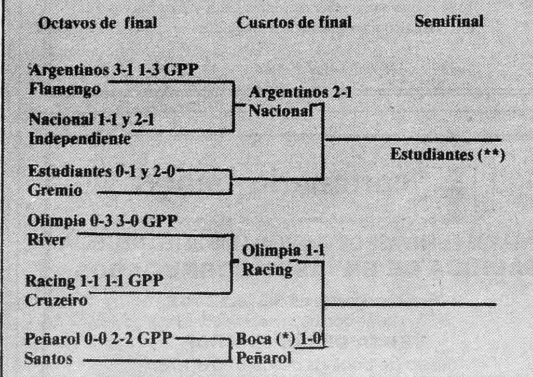 Octavos de final
Cuartos de final
Semifinal
Argentinos 3-1 1-3 GPP
Flamengo
Nacional 1-1 y 2-1
Independiente
Estudiantes 0-1 y 2-0
Gremio
Olimpia 0-3 3-0 GPP
River
Racing 1-1 1-1 GPP
Cruzeiro
Peñarol 0-0 2-2 GPP
Santos
Argentinos 2-1
Nacional
Olimpia 1-1
Racing
Boca (*) 1-0
Peñarol
Estudiantes (**)